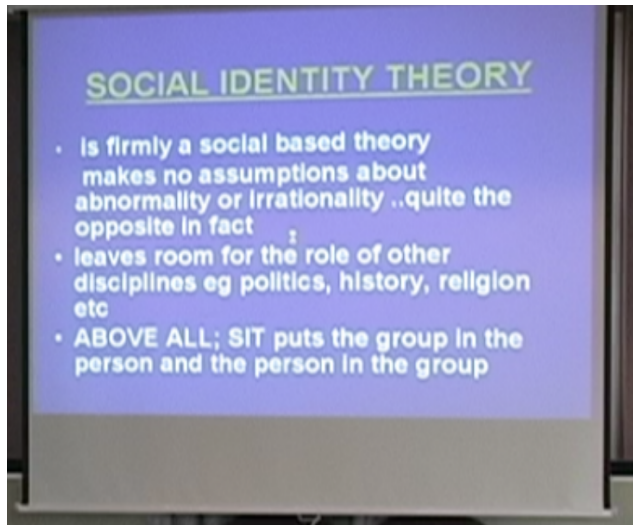 SOCIAL IDENTITY THEORY
• is firmly a social based theory
makes no assumptions about
abnormality or irrationality ..quite the
opposite in fact
• leaves room for the role of other
disciplines eg politics, history, religion
etc
• ABOVE ALL; SIT puts the group in the
person and the person in the group